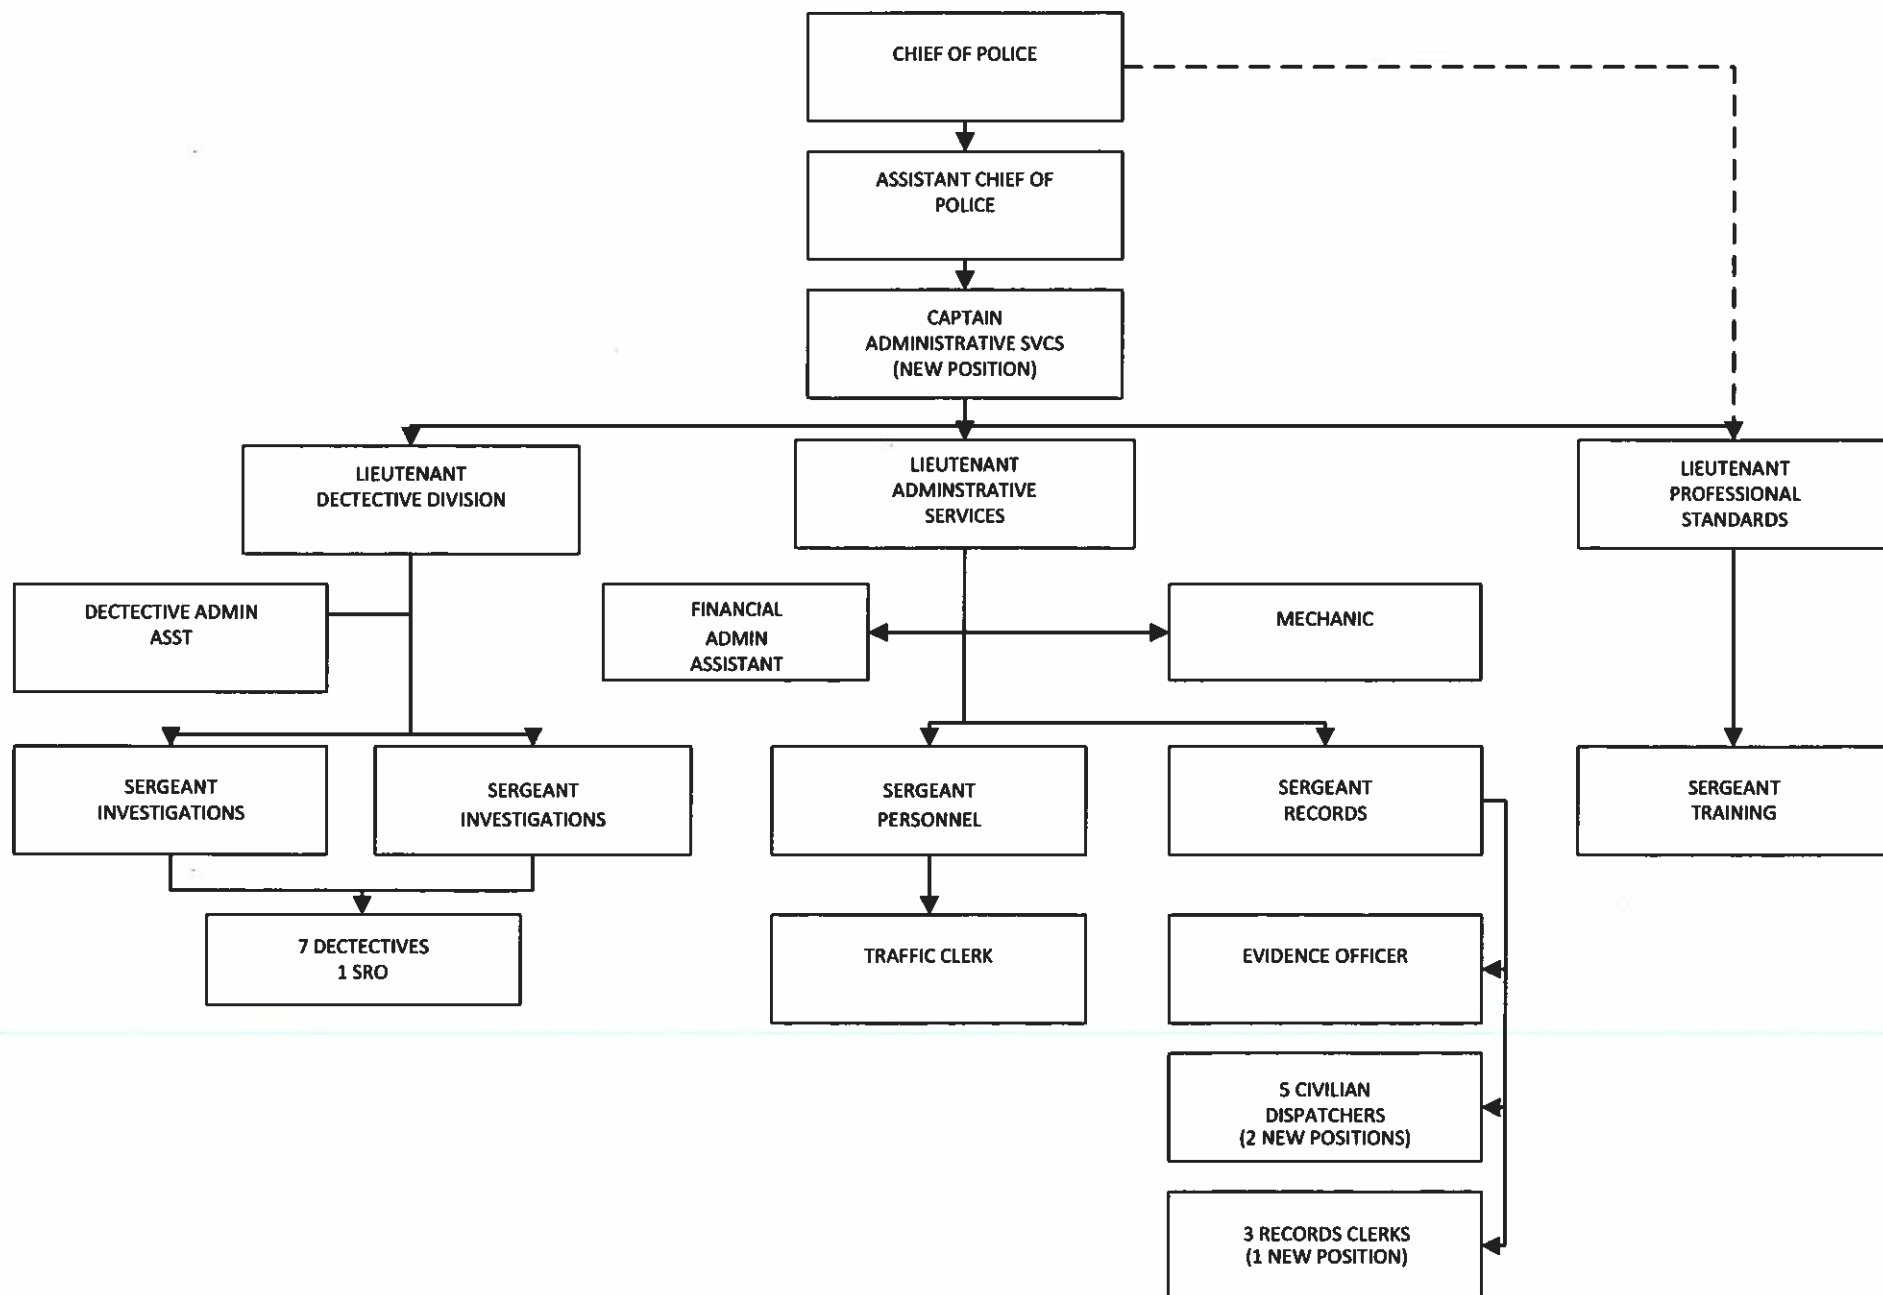 CHIEF OF POLICE
ASSISTANT CHIEF OF
POLICE
CAPTAIN
ADMINISTRATIVE SVCS
(NEW POSITION)
LIEUTENANT
DECTECTIVE DIVISION
LIEUTENANT
ADMINSTRATIVE
SERVICES
LIEUTENANT
PROFESSIONAL
STANDARDS
DECTECTIVE ADMIN
ASST
FINANCIAL
ADMIN
ASSISTANT
MECHANIC
SERGEANT
INVESTIGATIONS
SERGEANT
INVESTIGATIONS
SERGEANT
PERSONNEL
SERGEANT
RECORDS
SERGEANT
TRAINING
7 DECTECTIVES
1 SRO
TRAFFIC CLERK
EVIDENCE OFFICER
5 CIVILIAN
DISPATCHERS
(2 NEW POSITIONS)
3 RECORDS CLERKS
(1 NEW POSITION)